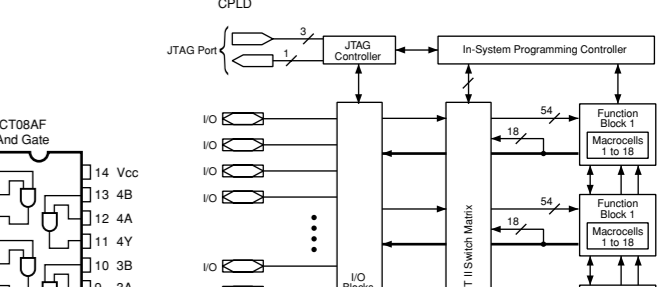 CPLD
JTAG Port
3
1
JTAG
Controller
In-System Programming Controller
CT08AF
And Gate
14 Vcc
13 4B
12 4A
11 4Y
10 3B
I/O
I/O
I/O
I/O
I/O
I/O
Blocks
T II Switch Matrix
54
18
Function
Block 1
Macrocells
1 to 18
54
18
Function
Block 1
Macrocells
1 to 18